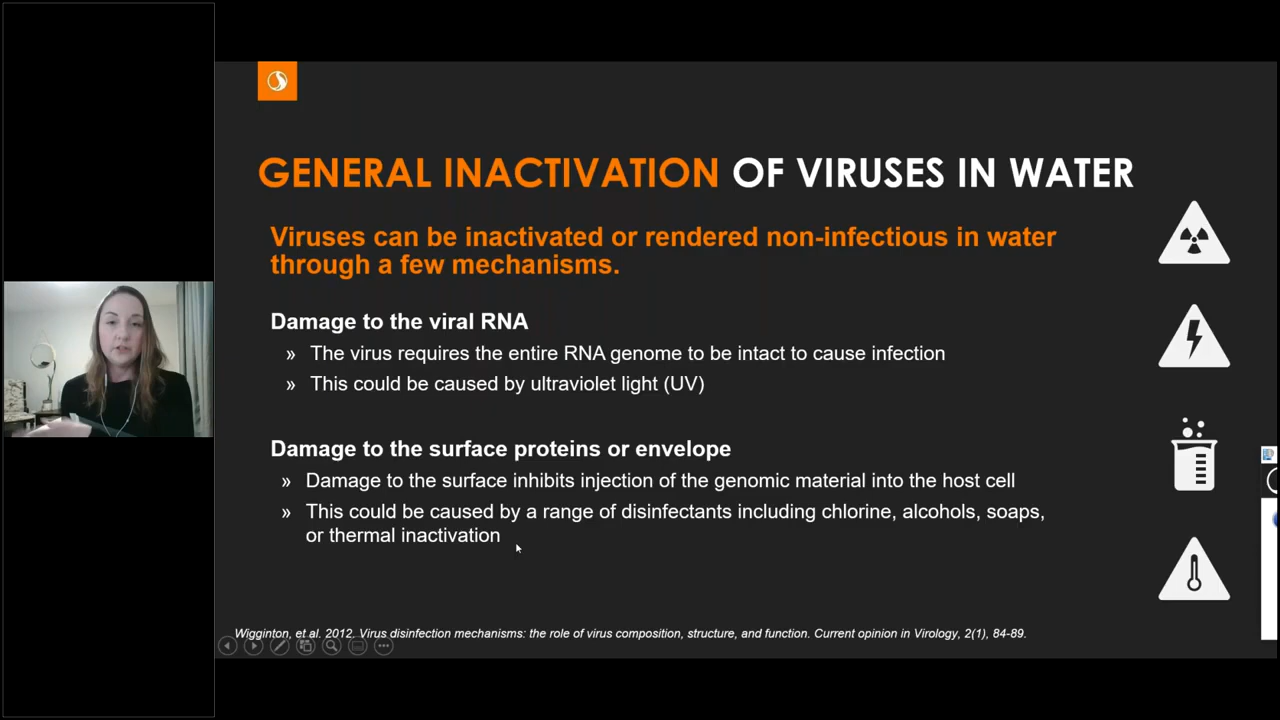 GENERAL INACTIVATION OF VIRUSES IN WATER
Viruses can be inactivated or rendered non-infectious in water
through a few mechanisms.
Damage to the viral RNA
» The virus requires the entire RNA genome to be intact to cause infection
» This could be caused by ultraviolet light (UV)
Damage to the surface proteins or envelope
» Damage to the surface inhibits injection of the genomic material into the host cell
» This could be caused by a range of disinfectants including chlorine, alcohols, soaps,
or thermal inactivation
Wigginton, et al. 2012. Virus disinfection mechanisms: the role of virus composition, structure, and function. Current opinion in Virology, 2(1), 84-89.